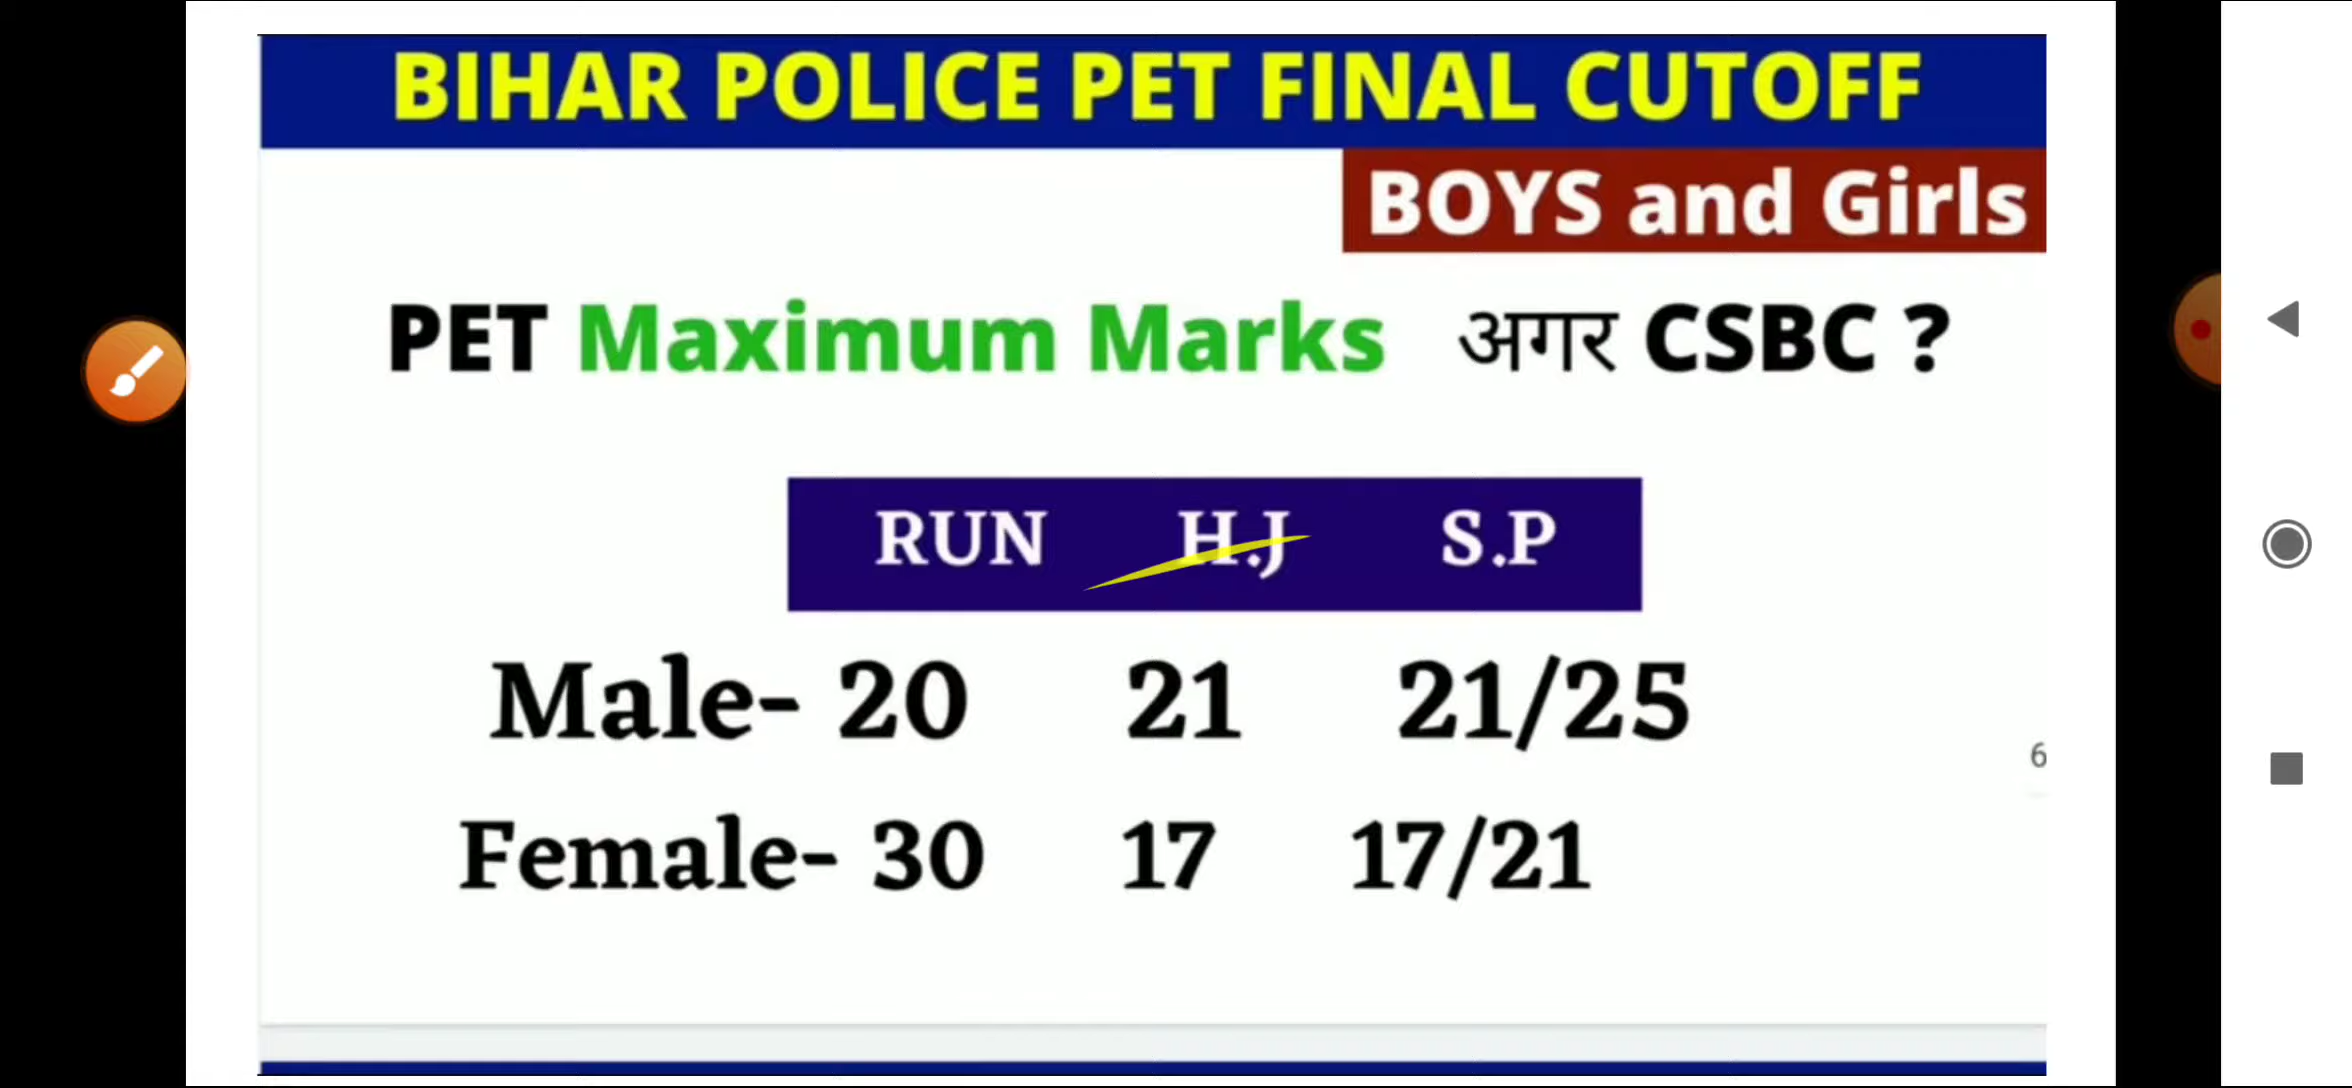 BIHAR POLICE PET FINAL CUTOFF
BOYS and Girls
PET Maximum Marks अगर CSBC ?
RUN H.J S.P
Male- 20 21 21/25
6
Female- 30 17 17/21